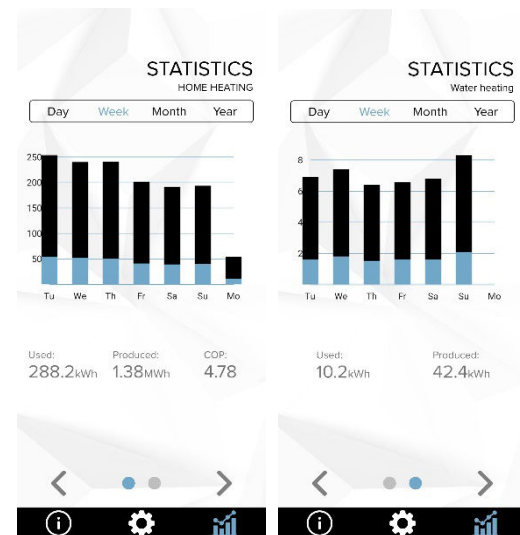 STATISTICS
HOME HEATING
Day Week Month Year
250
200
150
100
50
Tu We Th Fr Sa Su Mo
Used: Produced: COP:
288.2kWh 1.38MWh 4.78
STATISTICS
Water heating
Day Week Month Year
8
6
4
2
Tu We Th Fr Sa Su Mo
Used: Produced:
10.2kWh 42.4kWh